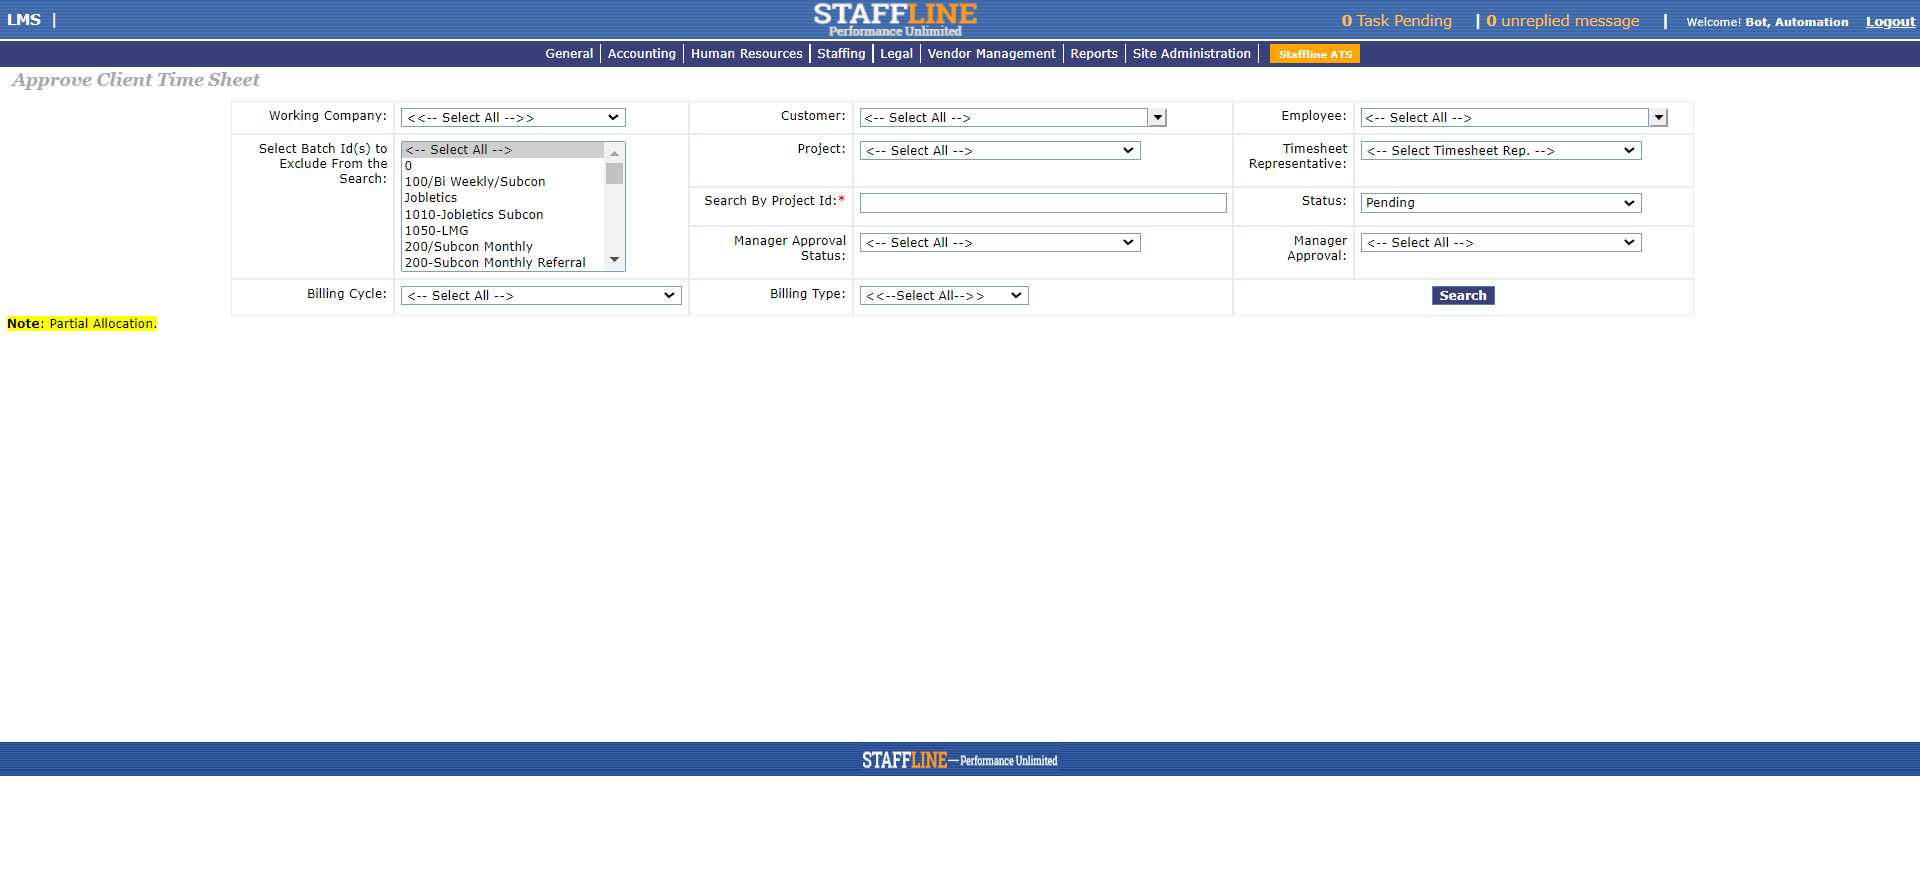 LMS |
STAFFLINE
Performance Unlimited
0 Task Pending | 0 unreplied message | Welcome! Bot, Automation Logout
General Accounting Human Resources Staffing Legal Vendor Management Reports Site Administration Staffline ATS
Approve Client Time Sheet
Working Company: <<-- Select All -->> Customer: <-- Select All --> Employee: <-- Select All -->
Select Batch Id(s) to
Exclude From the
Search:
<-- Select All -->
0
100/Bi Weekly/Subcon
Jobletics
1010-Jobletics Subcon
1050-LMG
200/Subcon Monthly
200-Subcon Monthly Referral
Project: <-- Select All -->
Timesheet
Representative:
<-- Select Timesheet Rep. -->
Search By Project Id:*
Status: Pending
Manager Approval
Status:
<-- Select All -->
Manager
Approval:
<-- Select All -->
Billing Cycle: <-- Select All --> Billing Type: <<--Select All-->> Search
Note: Partial Allocation.
STAFFLINE—Performance Unlimited